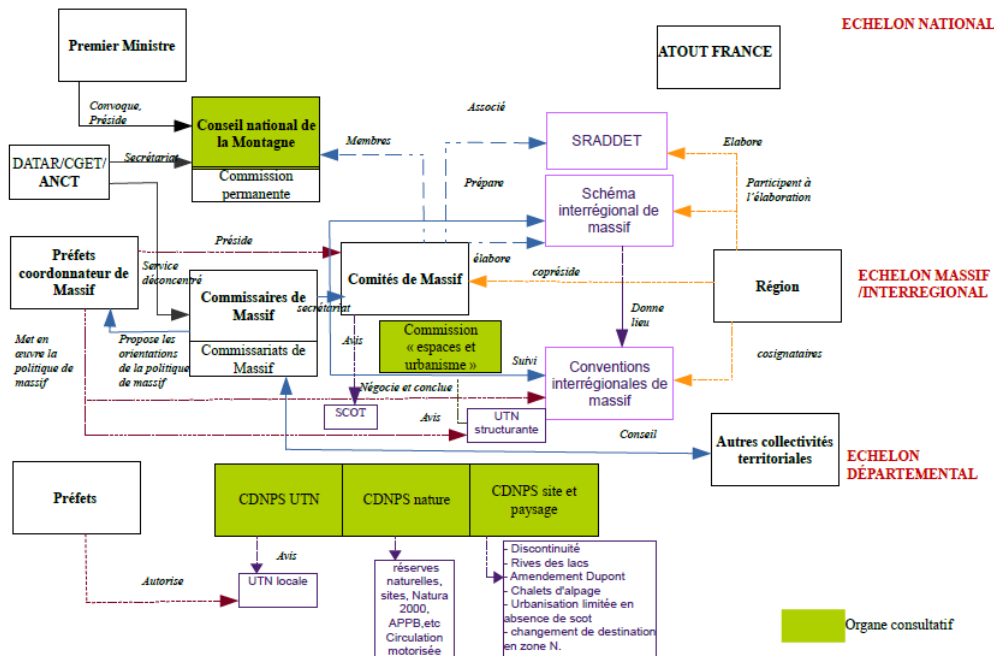 ECHELON NATIONAL
Premier Ministre
ATOUT FRANCE
Convoque,
Préside
Associé
Conseil national de
la Montagne
Commission
permanente
Membres
SRADDET
Elabore
DATAR/CGET/
ANCT
Secrétariat
Prépare
Participent à
l'élaboration
Schéma
interrégional de
massif
Préfets
coordonnateur de
Massif
Préside
Service
déconcentré
Commissaires de
Massif
Commissariats de
Massif
secrétariat
Comités de Massif
élabore
copréside
Région
ECHELON MASSIF
/INTERREGIONAL
Donne
lieu
Met en
œuvre la
politique de
massif
Propose les
orientations
de la politique
de massif
Avis
Commission
« espaces et
urbanisme »
Suivi
Conventions
interrégionales de
massif
cosignataires
Négocie et conclue
SCOT
Avis
UTN
structurante
Conseil
Autres collectivités
territoriales
ECHELON
DÉPARTEMENTAL
Préfets
CDNPS UTN
CDNPS nature
CDNPS site et
paysage
Avis
Autorise
UTN locale
réserves
naturelles,
sites, Natura
2000,
APPB,etc
Circulation
motorisée
- Discontinuité
- Rives des lacs
- Amendement Dupont
- Chalets d'alpage
- Urbanisation limitée en
absence de scot
- changement de destination
en zone N.
Organe consultatif